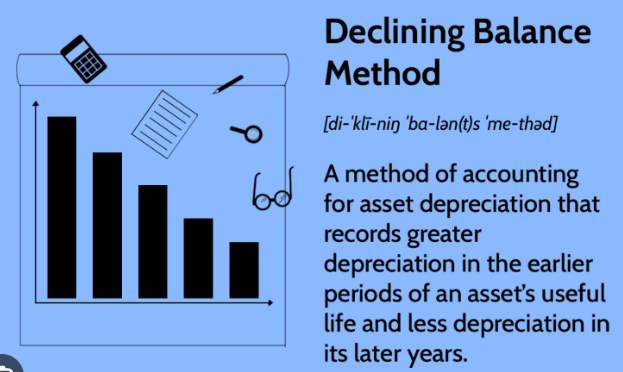 Declining Balance
Method
[di-ˈklī-niŋ ˈba-lən(t)s ˈme-thəd]
A method of accounting
for asset depreciation that
records greater
depreciation in the earlier
periods of an asset's useful
life and less depreciation in
its later years.